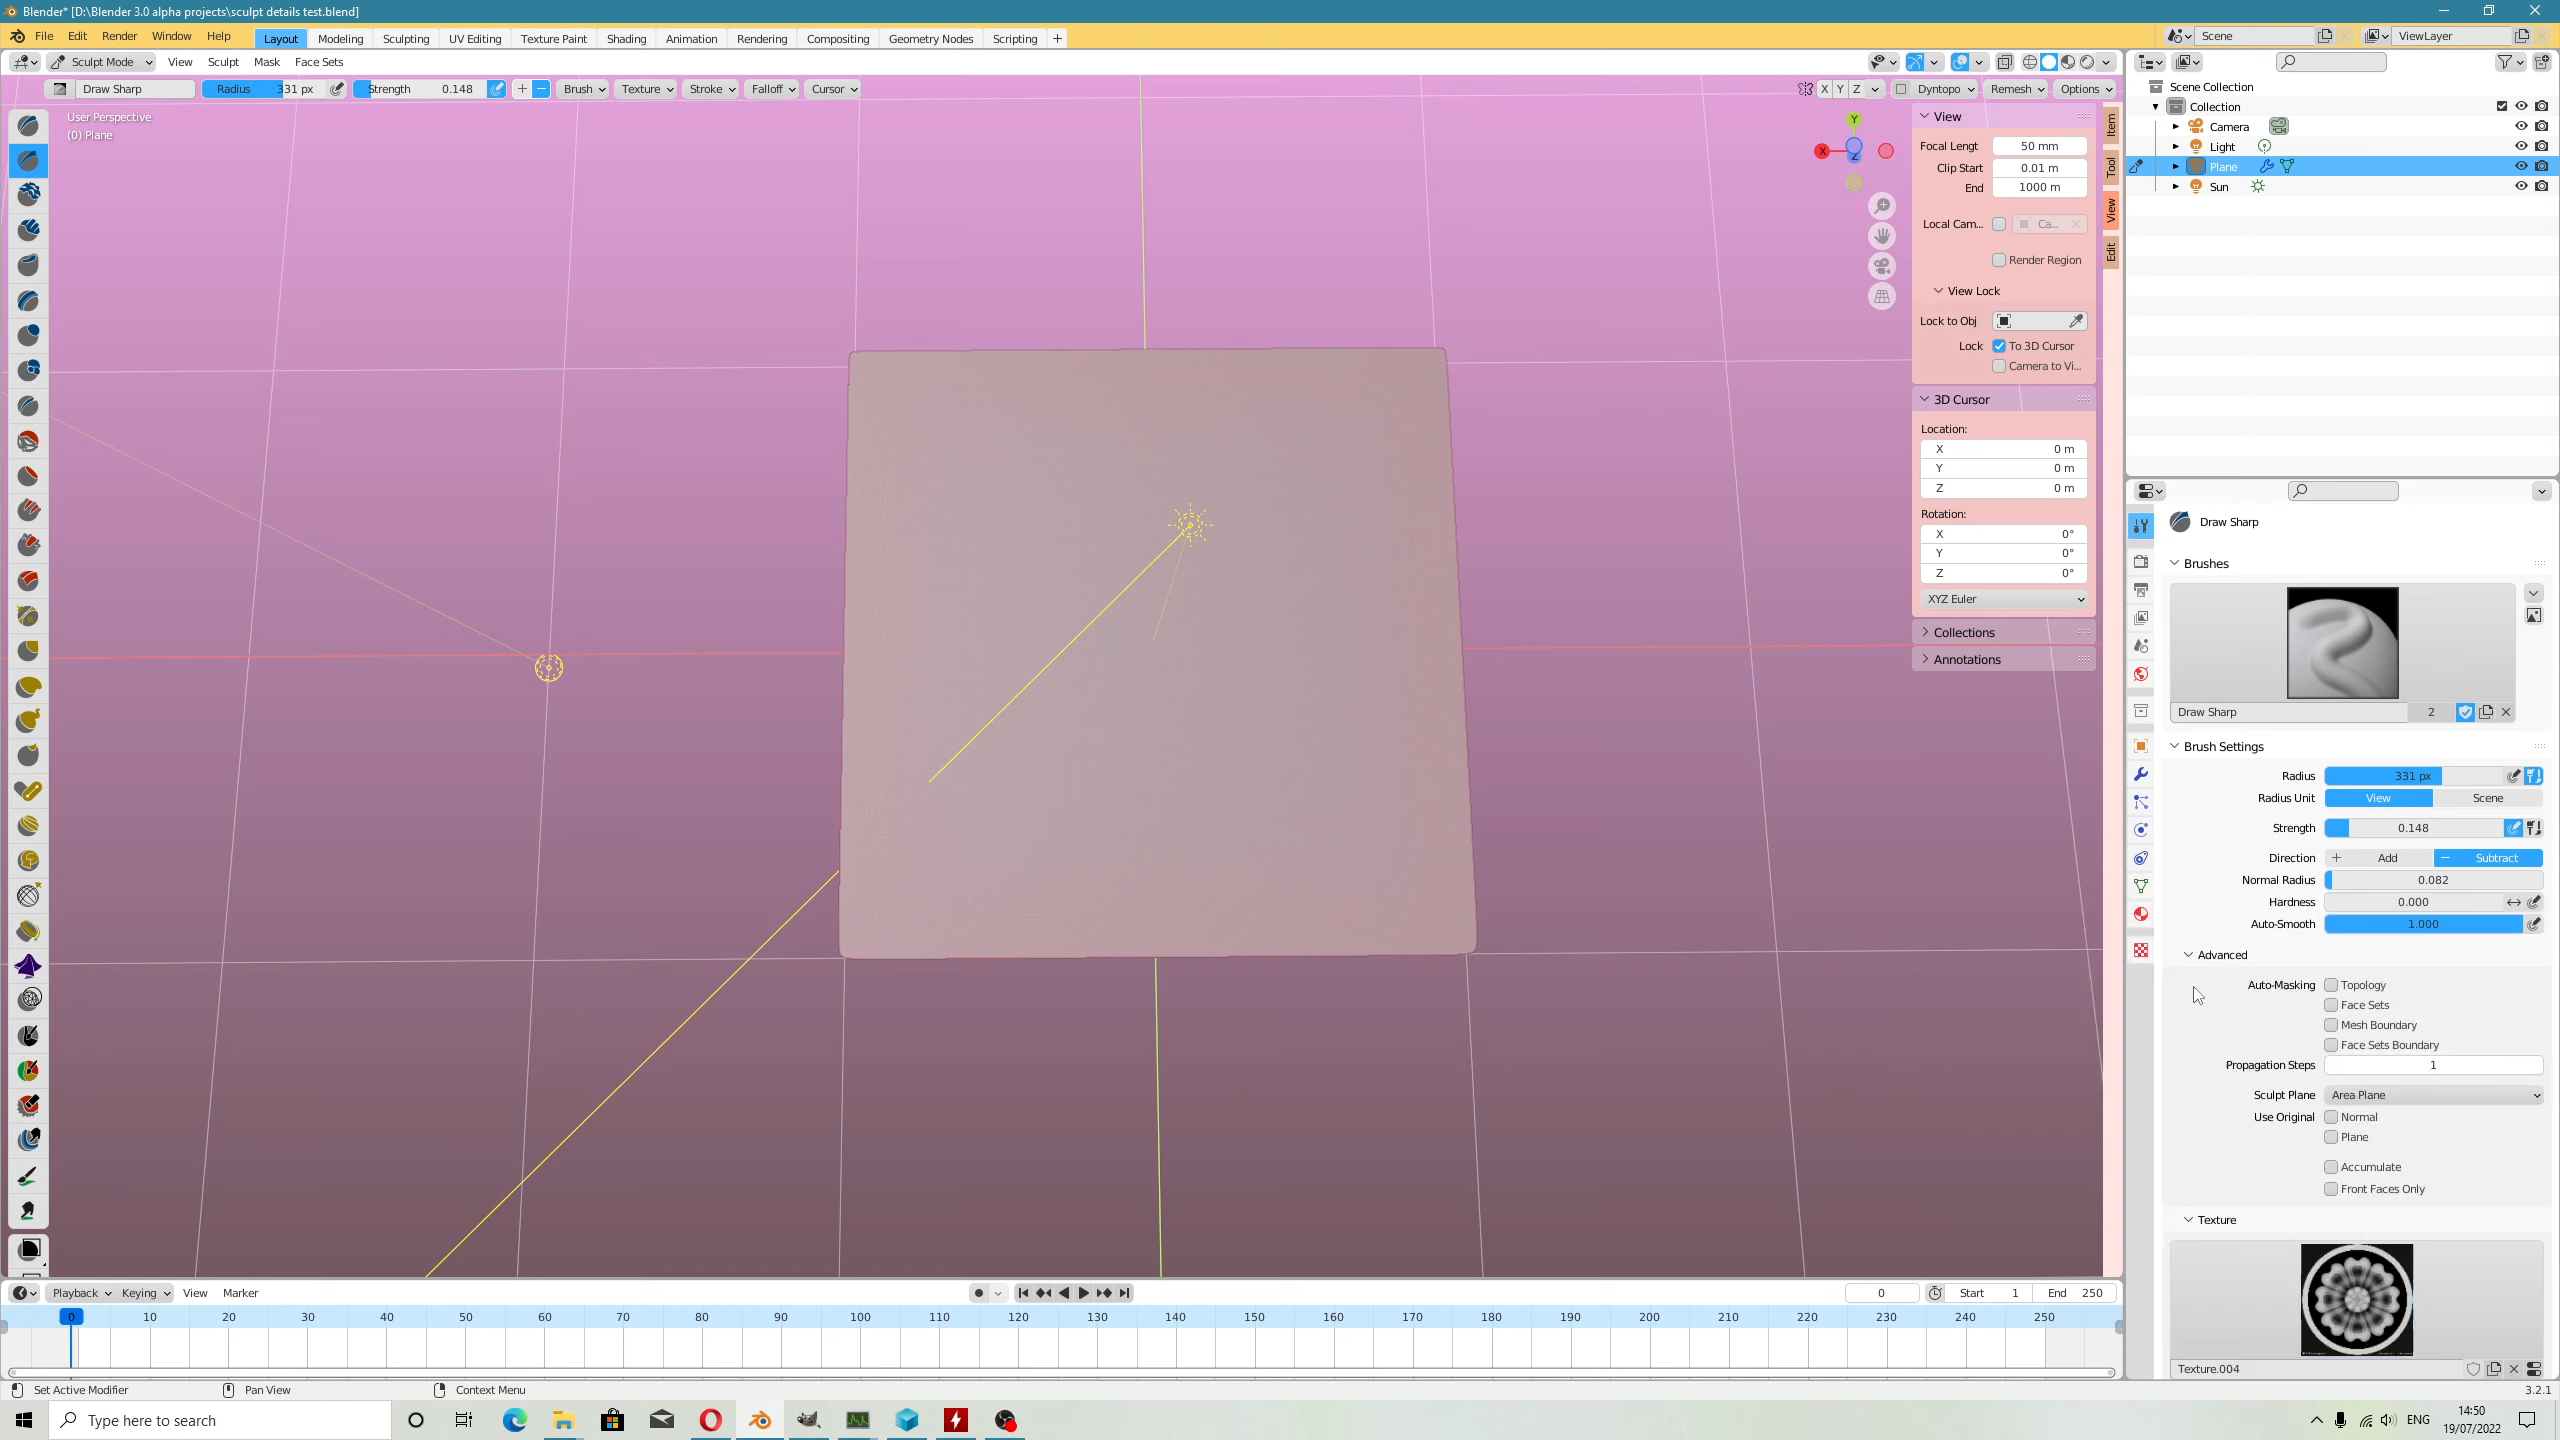 Blender* [D:\Blender 3.0 alpha projects\sculpt details test.blend]
File Edit Render Window Help Layout Modeling Sculpting UV Editing Texture Paint Shading Animation Rendering Compositing Geometry Nodes Scripting + Scene ViewLayer
Sculpt Mode View Sculpt Mask Face Sets
Draw Sharp Radius 331 px Strength 0.148 Brush Texture Stroke Falloff Cursor X Y Z Dyntopo Remesh Options
User Perspective
(0) Plane
Y
X
Z
View
Focal Lengt 50 mm
Clip Start 0.01 m
End 1000 m
Local Cam... Ca...
Render Region
View Lock
Lock to Obj
Lock To 3D Cursor
Camera to Vi...
3D Cursor
Location:
X 0 m
Y 0 m
Z 0 m
Rotation:
X 0°
Y 0°
Z 0°
XYZ Euler
Collections
Annotations
Item
Tool
View
Edit
Scene Collection
Collection
Camera
Light
Plane
Sun
Draw Sharp
Brushes
Draw Sharp 2
Brush Settings
Radius 331 px
Radius Unit View Scene
Strength 0.148
Direction + Add − Subtract
Normal Radius 0.082
Hardness 0.000
Auto-Smooth 1.000
Advanced
Auto-Masking Topology
Face Sets
Mesh Boundary
Face Sets Boundary
Propagation Steps 1
Sculpt Plane Area Plane
Use Original Normal
Plane
Accumulate
Front Faces Only
Texture
Texture.004
Playback Keying View Marker 0 Start 1 End 250
0 10 20 30 40 50 60 70 80 90 100 110 120 130 140 150 160 170 180 190 200 210 220 230 240 250
Set Active Modifier Pan View Context Menu 3.2.1
Type here to search ENG 14:50
19/07/2022